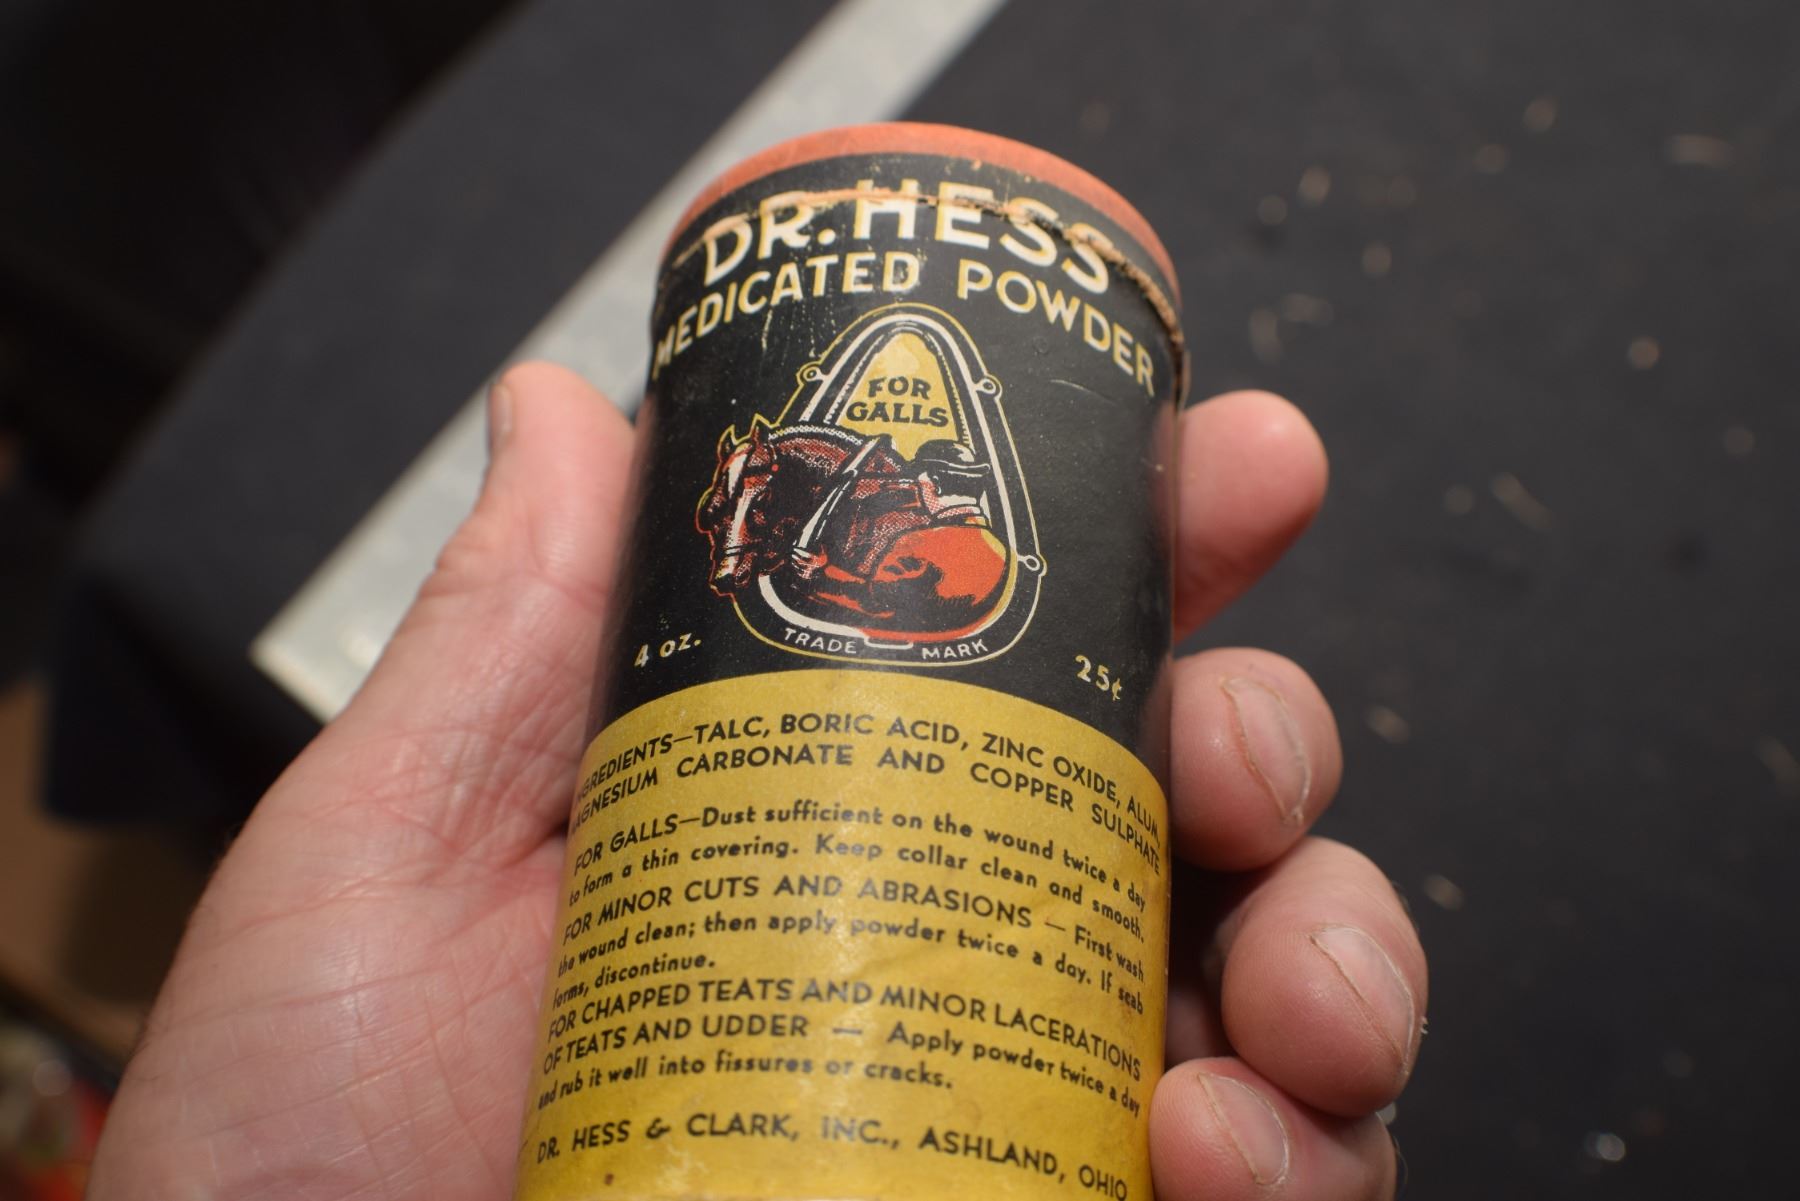 DR. HESS
MEDICATED POWDER
FOR
GALLS
TRADE MARK
4 oz.
25¢
INGREDIENTS—TALC, BORIC ACID, ZINC OXIDE, ALUM,
MAGNESIUM CARBONATE AND COPPER SULPHATE
FOR GALLS—Dust sufficient on the wound twice a day
to form a thin covering. Keep collar clean and smooth.
FOR MINOR CUTS AND ABRASIONS — First wash
the wound clean; then apply powder twice a day. If scab
forms, discontinue.
FOR CHAPPED TEATS AND MINOR LACERATIONS
OF TEATS AND UDDER — Apply powder twice a day
and rub it well into fissures or cracks.
DR. HESS & CLARK, INC., ASHLAND, OHIO